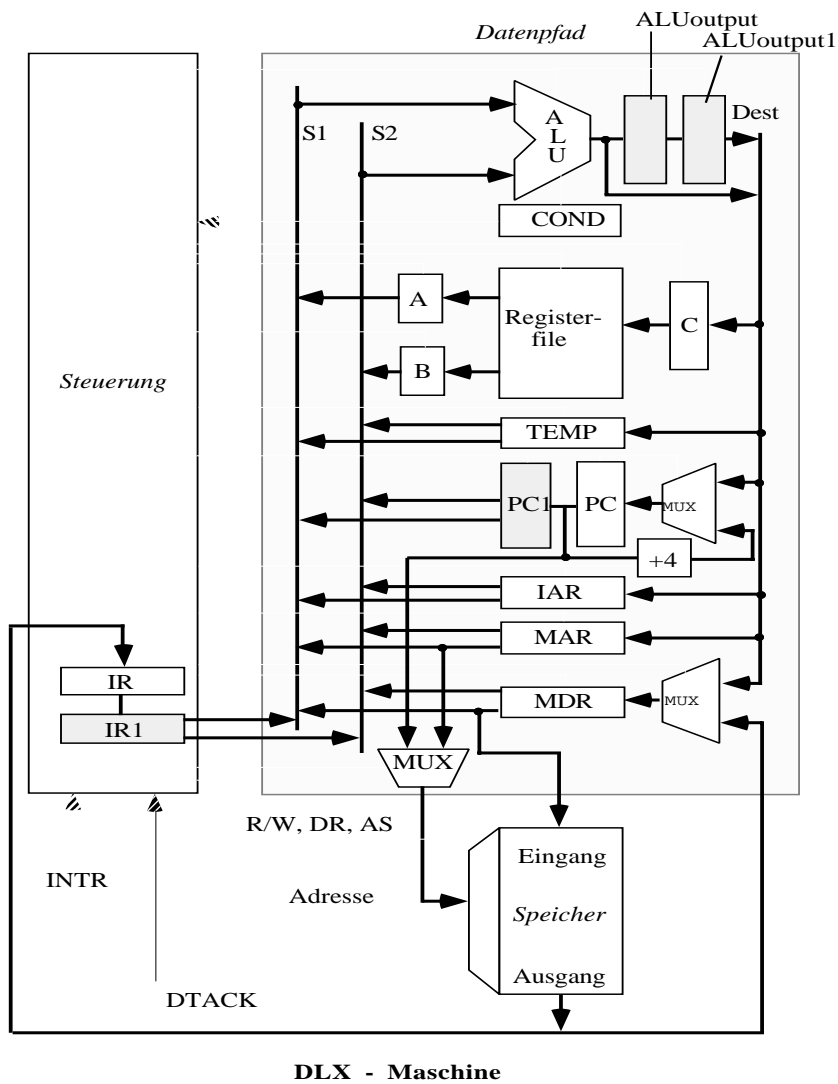 ALUoutput
Datenpfad
ALUoutput1
Dest
S1
S2
A
L
U
COND
A
Register-
file
C
B
Steuerung
TEMP
PC1
PC
MUX
+4
IAR
MAR
IR
MDR
MUX
IR1
MUX
R/W, DR, AS
Eingang
INTR
Adresse
Speicher
Ausgang
DTACK
DLX - Maschine